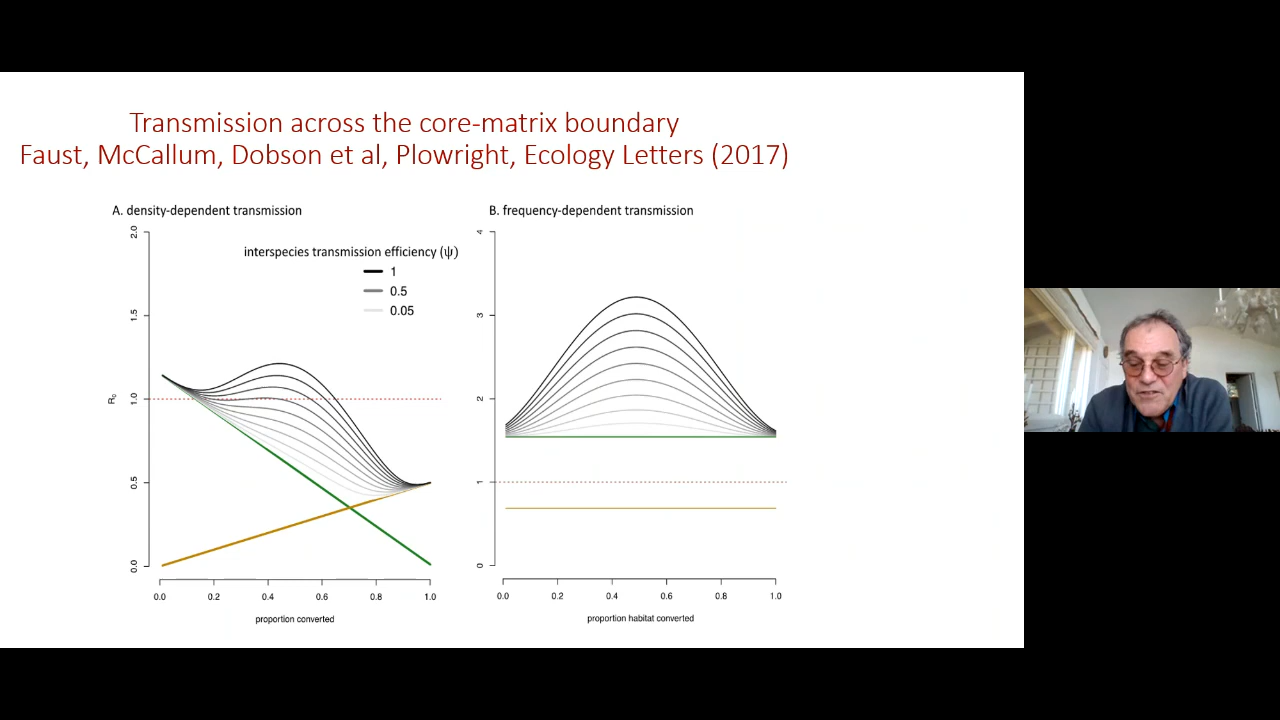 Transmission across the core-matrix boundary
Faust, McCallum, Dobson et al, Plowright, Ecology Letters (2017)
A. density-dependent transmission
interspecies transmission efficiency (ψ)
1
0.5
0.05
R₀
2.0
1.5
1.0
0.5
0.0
0.0 0.2 0.4 0.6 0.8 1.0
proportion converted
B. frequency-dependent transmission
4
3
2
1
0
0.0 0.2 0.4 0.6 0.8 1.0
proportion habitat converted